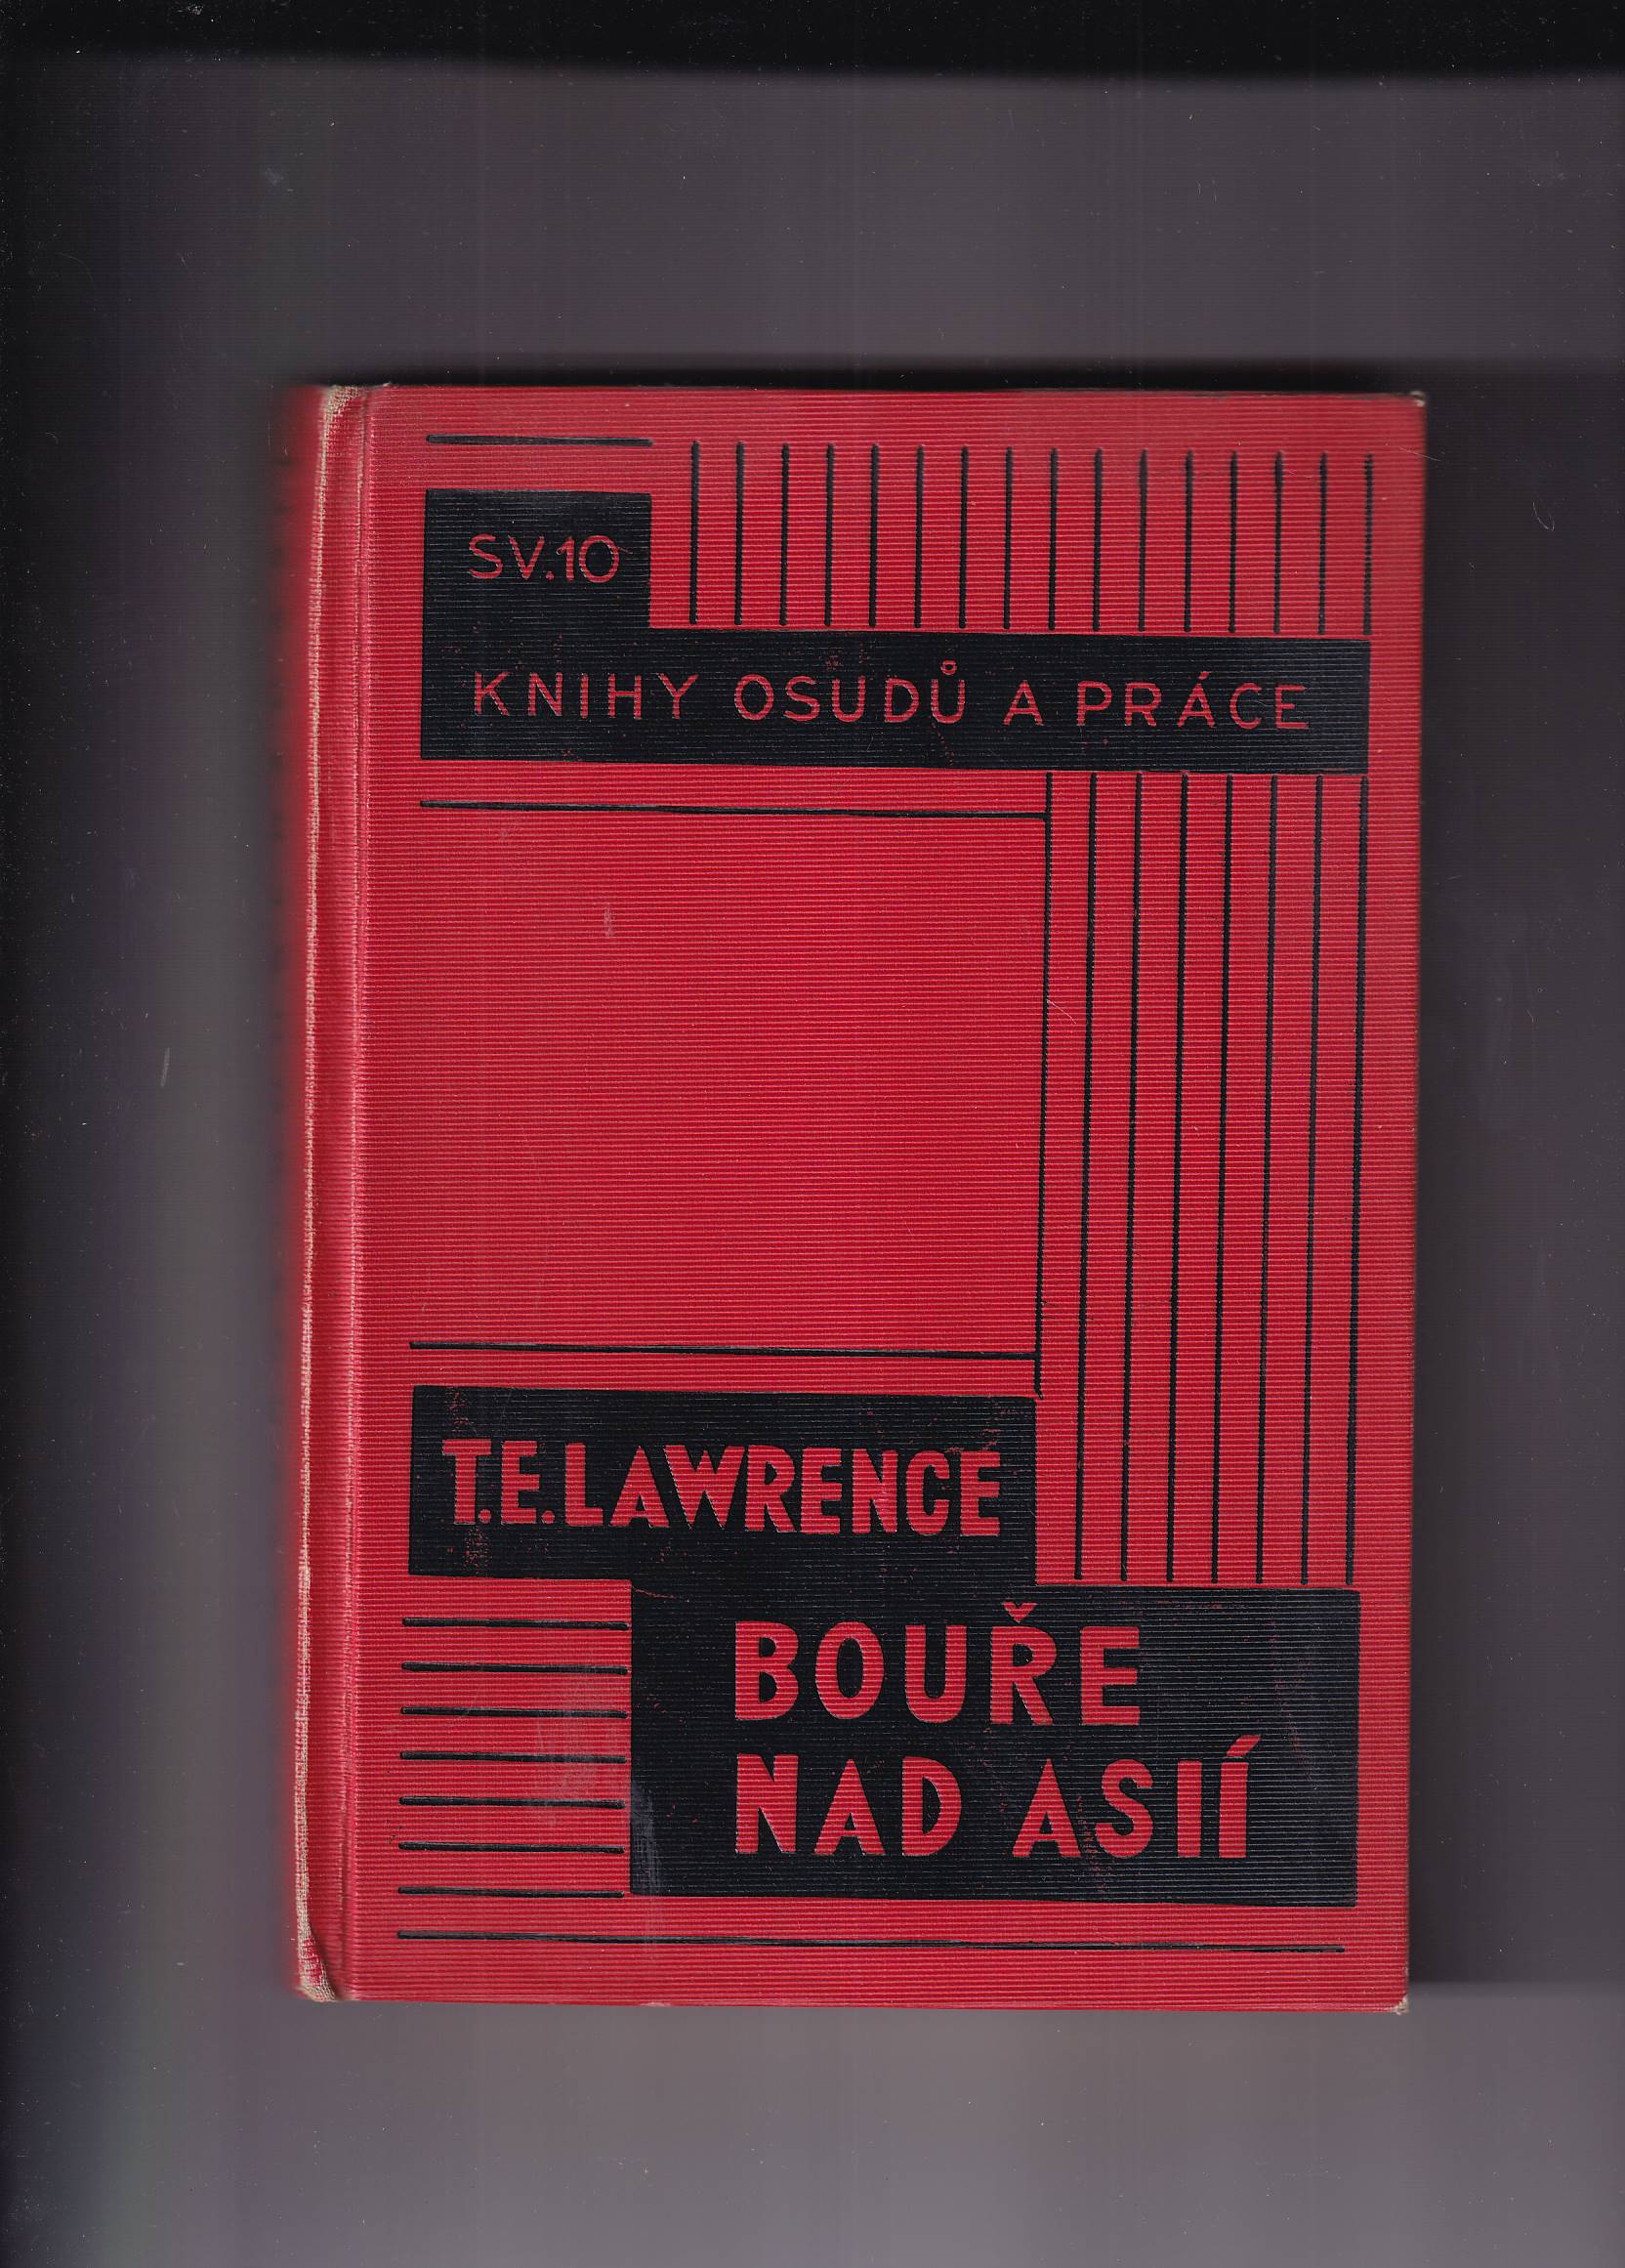 SV.10
KNIHY OSUDŮ A PRÁCE
T.E.LAWRENCE
BOUŘE
NAD ASIÍ